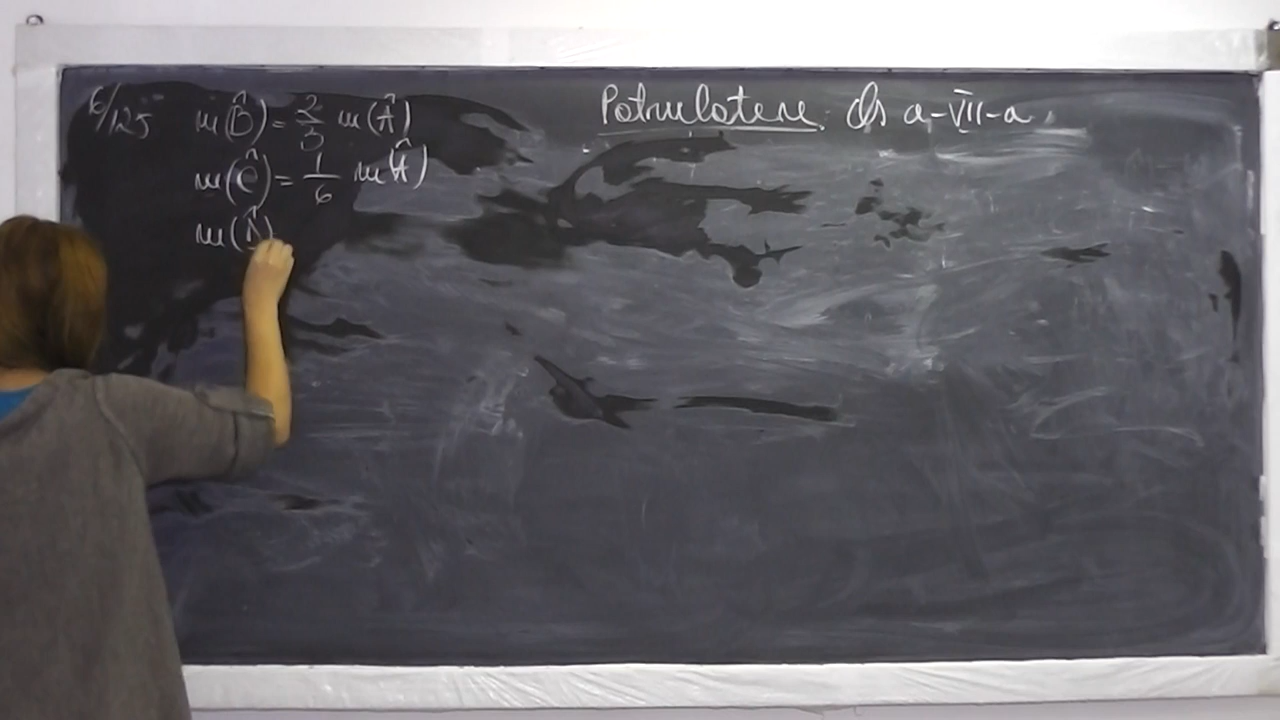 Patrulatere cls a-VII-a
6/125 m(B̂) = 2/3 m(Â)
m(Ĉ) = 1/6 m(Â)
m(